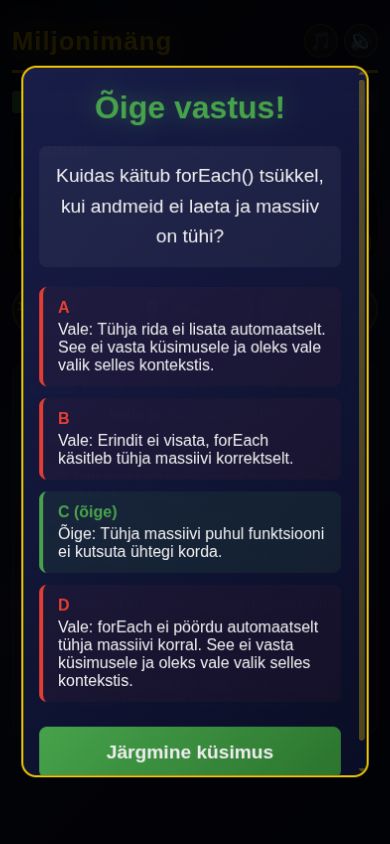 Miljonimäng
Õige vastus!
Kuidas käitub forEach() tsükkel,
kui andmeid ei laeta ja massiiv
on tühi?
A
Vale: Tühja rida ei lisata automaatselt.
See ei vasta küsimusele ja oleks vale
valik selles kontekstis.
B
Vale: Erindit ei visata, forEach
käsitleb tühja massiivi korrektselt.
C (õige)
Õige: Tühja massiivi puhul funktsiooni
ei kutsuta ühtegi korda.
D
Vale: forEach ei pöördu automaatselt
tühja massiivi korral. See ei vasta
küsimusele ja oleks vale valik selles
kontekstis.
Järgmine küsimus